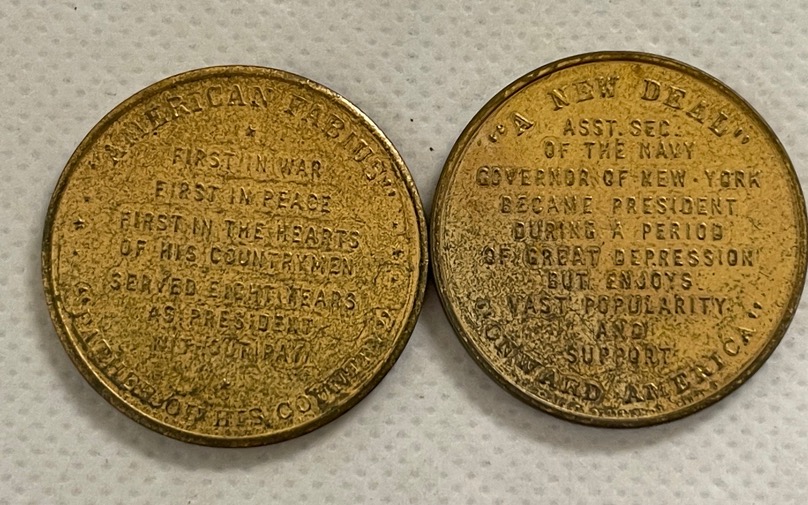 "AMERICAN FABIUS"
FIRST IN WAR
FIRST IN PEACE
FIRST IN THE HEARTS
OF HIS COUNTRYMEN
SERVED EIGHT YEARS
AS PRESIDENT
WITHOUT PAY
"FATHER OF HIS COUNTRY"
"A NEW DEAL"
ASST. SEC.
OF THE NAVY
GOVERNOR OF NEW-YORK
BECAME PRESIDENT
DURING A PERIOD
OF GREAT DEPRESSION
BUT ENJOYS
VAST POPULARITY
AND
SUPPORT
"ONWARD AMERICA"